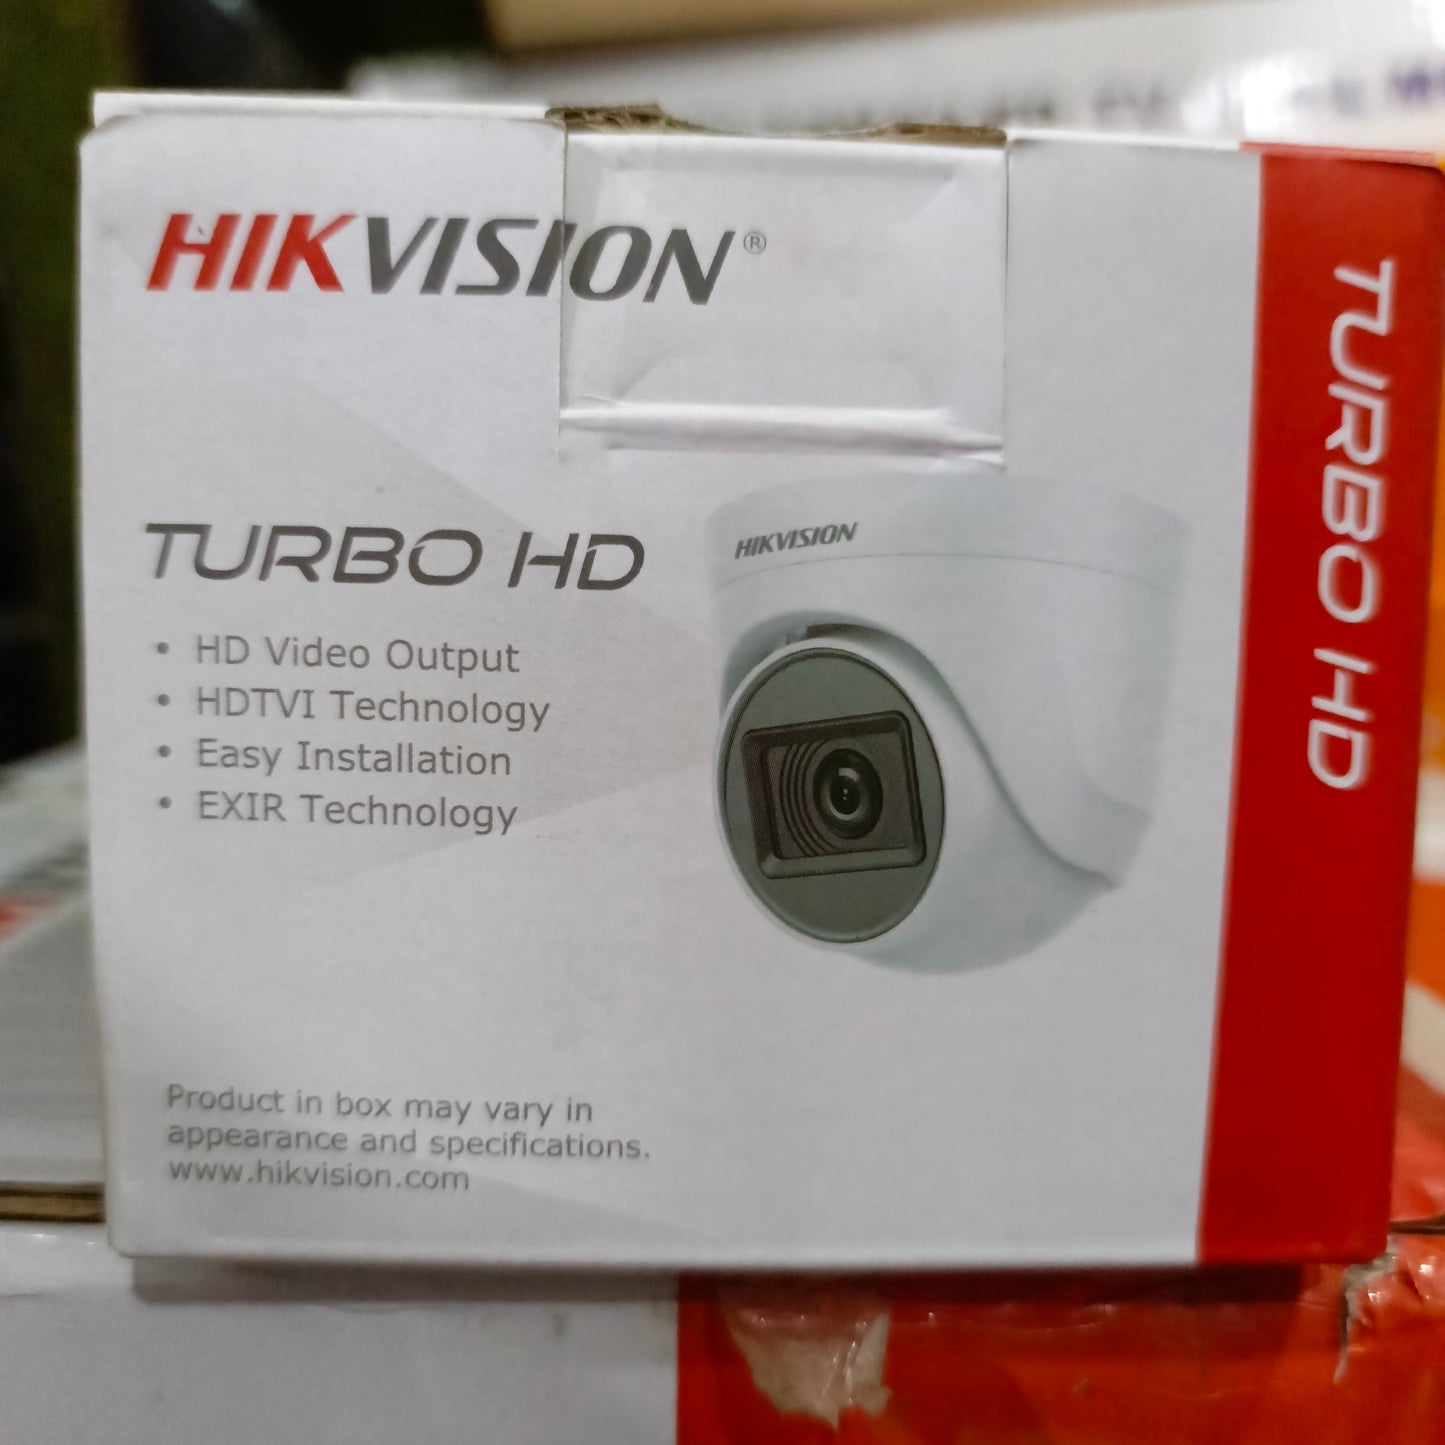 HIKVISION®
TURBO HD
• HD Video Output
• HDTVI Technology
• Easy Installation
• EXIR Technology
HIKVISION
Product in box may vary in
appearance and specifications.
www.hikvision.com
TURBO HD